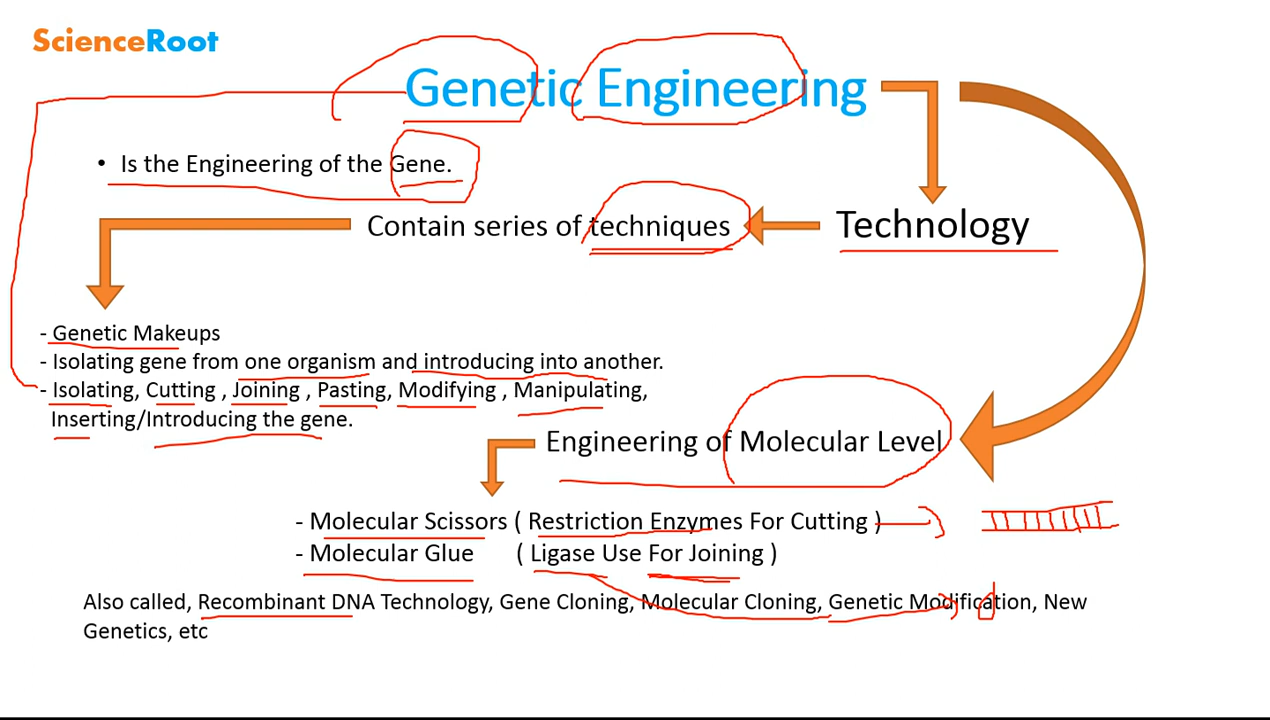 ScienceRoot
Genetic Engineering
• Is the Engineering of the Gene.
Contain series of techniques
Technology
- Genetic Makeups
- Isolating gene from one organism and introducing into another.
- Isolating, Cutting , Joining , Pasting, Modifying , Manipulating,
Inserting/Introducing the gene.
Engineering of Molecular Level
- Molecular Scissors ( Restriction Enzymes For Cutting )
- Molecular Glue ( Ligase Use For Joining )
Also called, Recombinant DNA Technology, Gene Cloning, Molecular Cloning, Genetic Modification, New
Genetics, etc